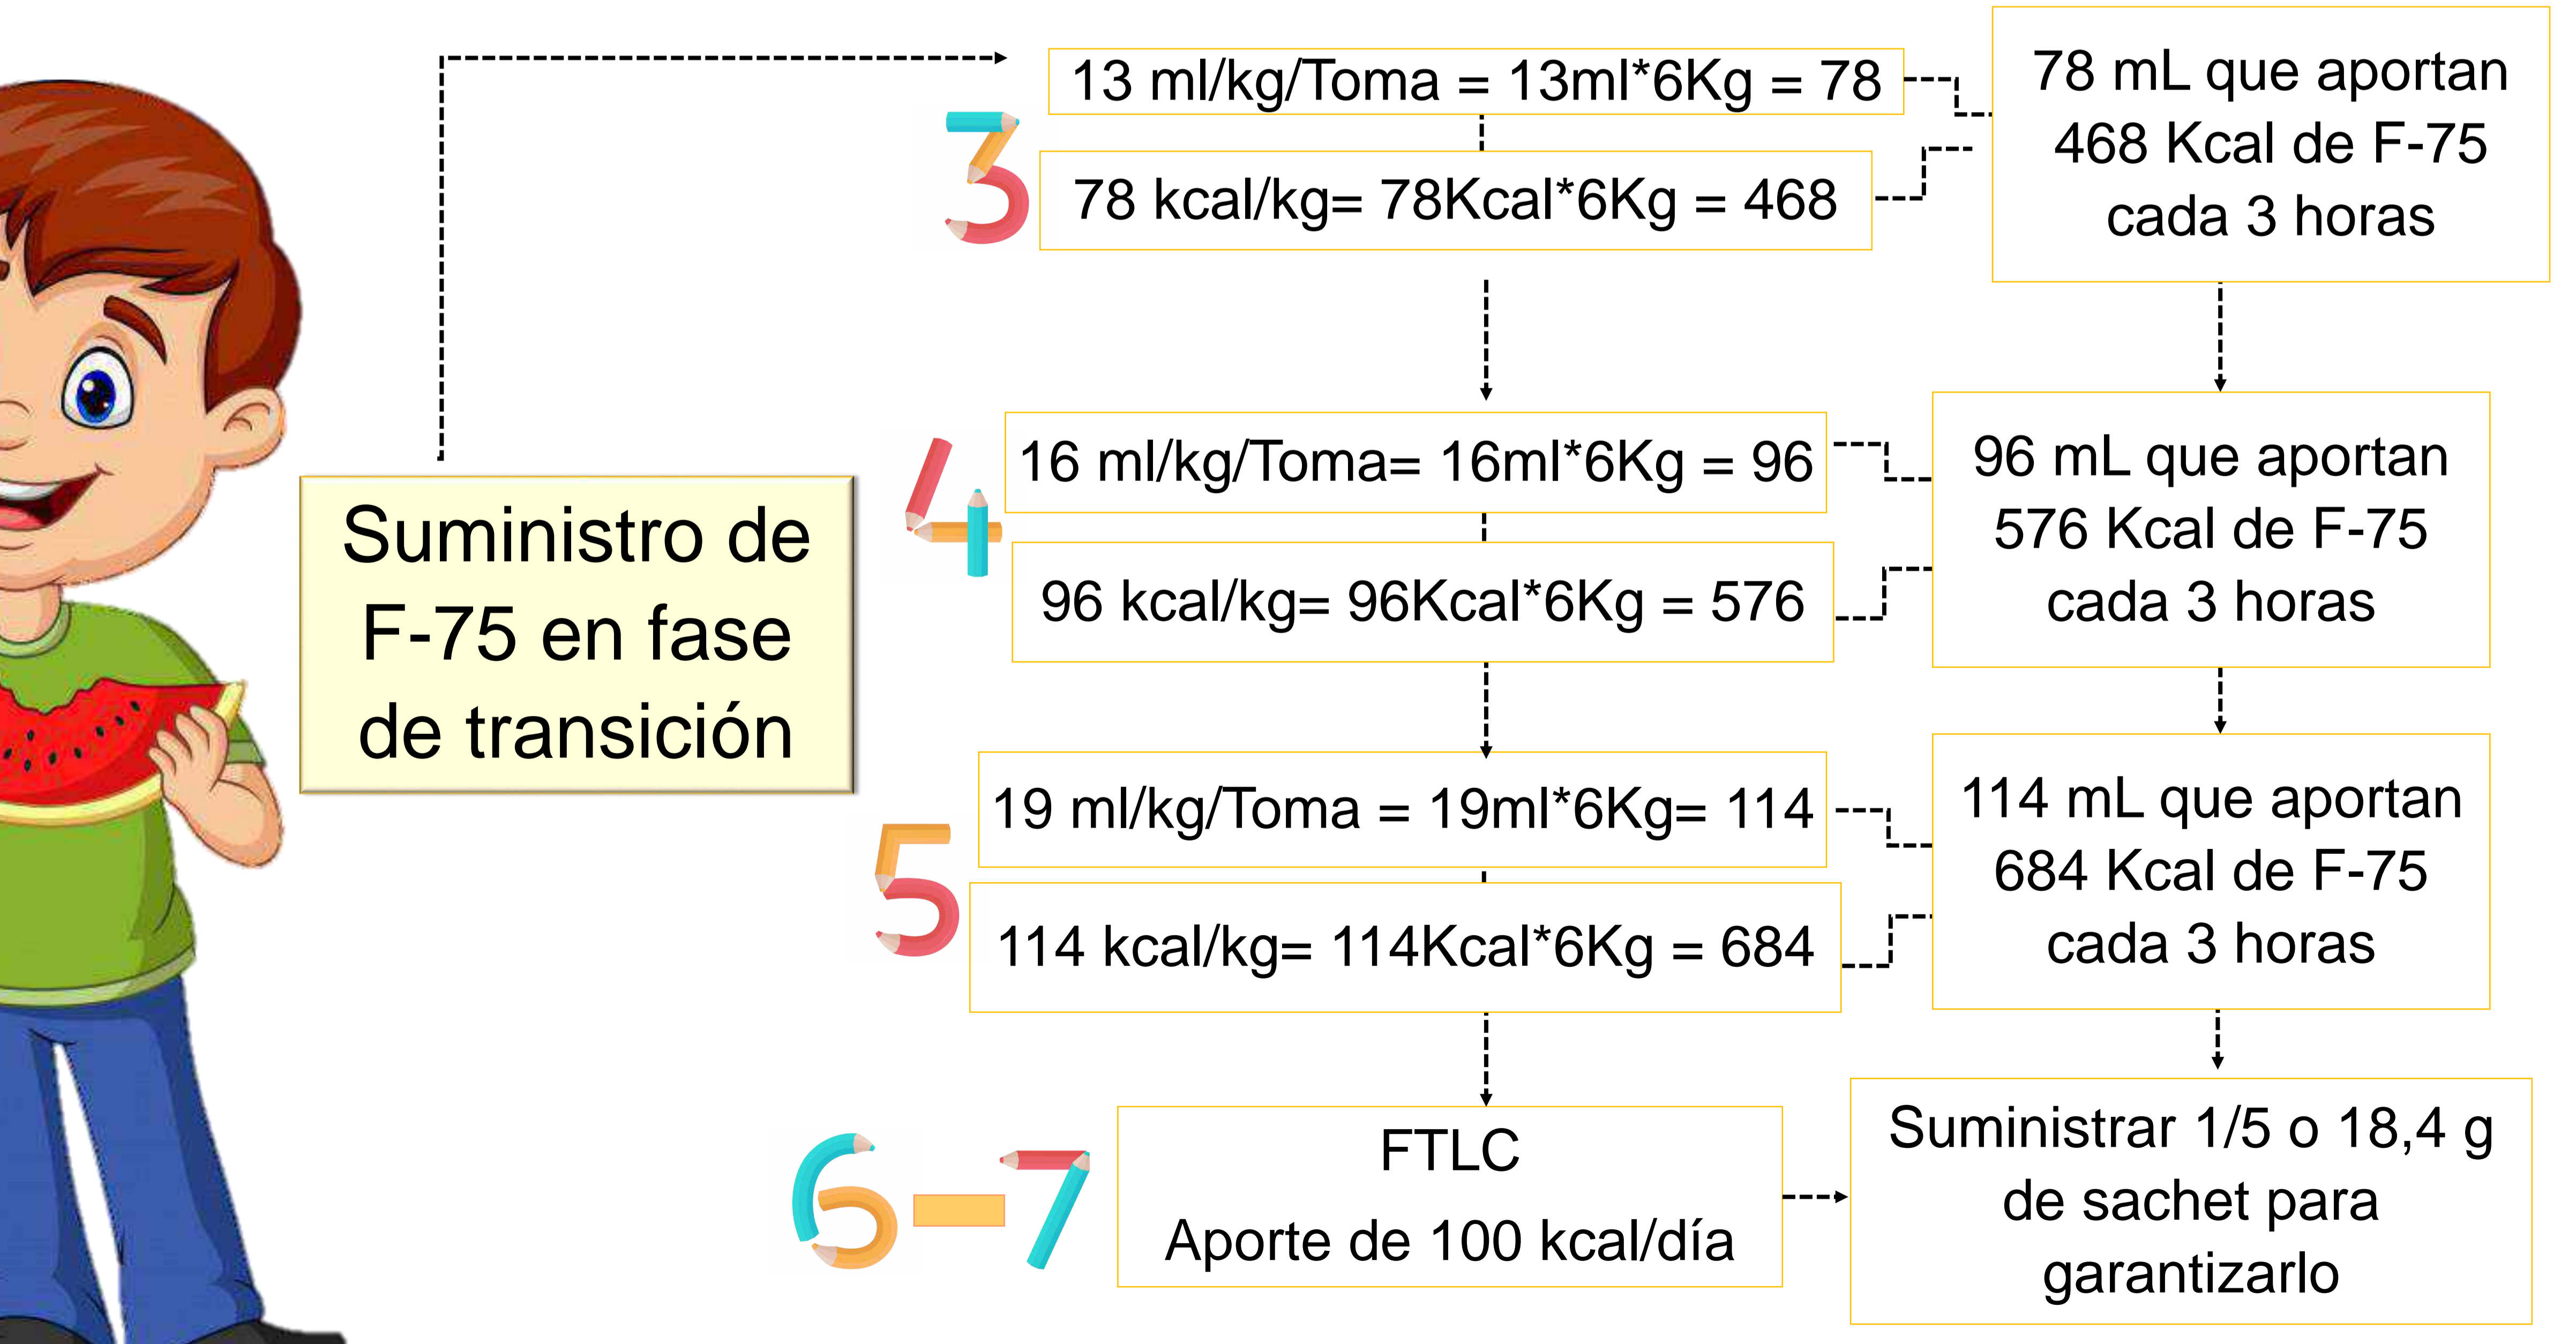 Suministro de
F-75 en fase
de transición
3
13 ml/kg/Toma = 13ml*6Kg = 78
78 kcal/kg= 78Kcal*6Kg = 468
78 mL que aportan
468 Kcal de F-75
cada 3 horas
4
16 ml/kg/Toma= 16ml*6Kg = 96
96 kcal/kg= 96Kcal*6Kg = 576
96 mL que aportan
576 Kcal de F-75
cada 3 horas
5
19 ml/kg/Toma = 19ml*6Kg= 114
114 kcal/kg= 114Kcal*6Kg = 684
114 mL que aportan
684 Kcal de F-75
cada 3 horas
6-7
FTLC
Aporte de 100 kcal/día
Suministrar 1/5 o 18,4 g
de sachet para
garantizarlo